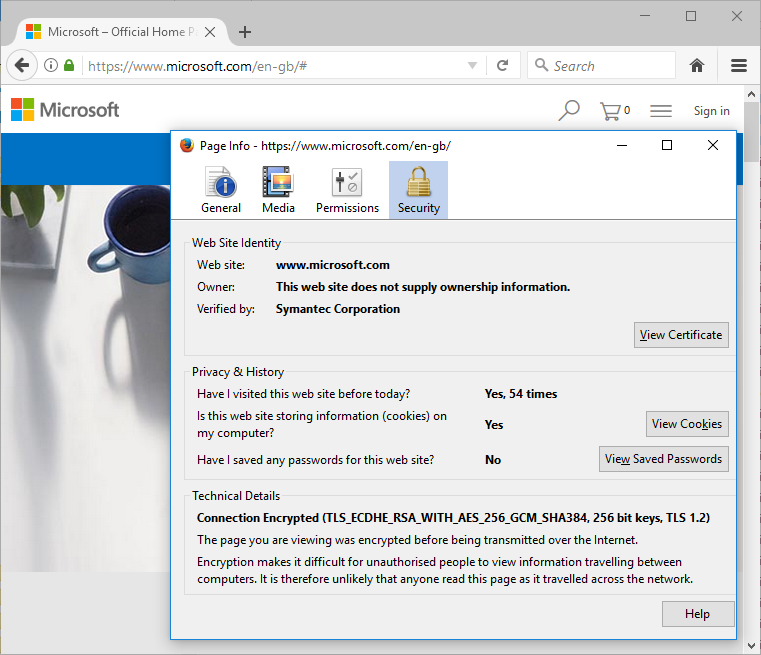 Microsoft – Official Home P
https://www.microsoft.com/en-gb/#
Search
Microsoft
0
Sign in
Page Info - https://www.microsoft.com/en-gb/
General
Media
Permissions
Security
Web Site Identity
Web site: www.microsoft.com
Owner: This web site does not supply ownership information.
Verified by: Symantec Corporation
View Certificate
Privacy & History
Have I visited this web site before today? Yes, 54 times
Is this web site storing information (cookies) on
my computer?
Yes
View Cookies
Have I saved any passwords for this web site? No
View Saved Passwords
Technical Details
Connection Encrypted (TLS_ECDHE_RSA_WITH_AES_256_GCM_SHA384, 256 bit keys, TLS 1.2)
The page you are viewing was encrypted before being transmitted over the Internet.
Encryption makes it difficult for unauthorised people to view information travelling between
computers. It is therefore unlikely that anyone read this page as it travelled across the network.
Help